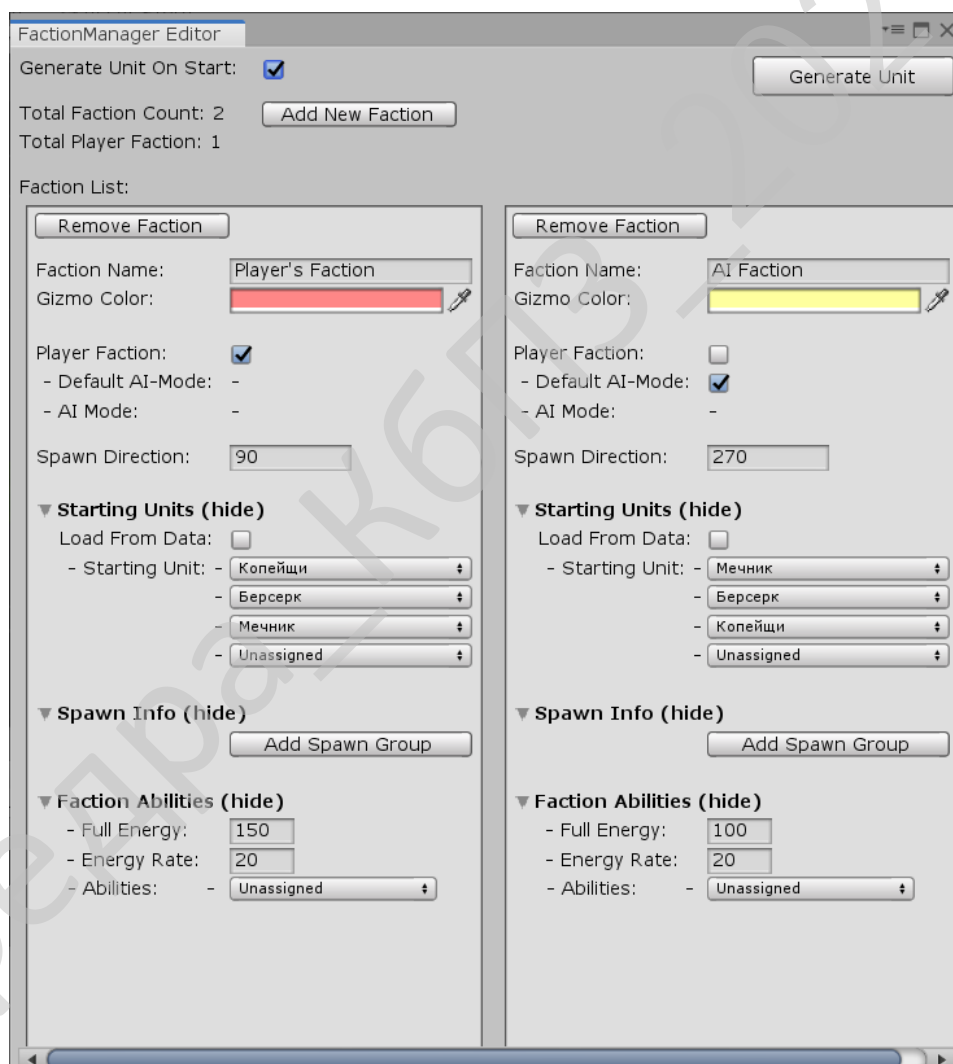 FactionManager Editor
Generate Unit On Start:
Generate Unit
Total Faction Count: 2
Add New Faction
Total Player Faction: 1
Faction List:
Remove Faction
Faction Name: Player's Faction
Gizmo Color:
Player Faction:
- Default AI-Mode: -
- AI Mode: -
Spawn Direction: 90
Starting Units (hide)
Load From Data:
- Starting Unit: - Копейщи
- Берсерк
- Мечник
- Unassigned
Spawn Info (hide)
Add Spawn Group
Faction Abilities (hide)
- Full Energy: 150
- Energy Rate: 20
- Abilities: - Unassigned
Remove Faction
Faction Name: AI Faction
Gizmo Color:
Player Faction:
- Default AI-Mode:
- AI Mode: -
Spawn Direction: 270
Starting Units (hide)
Load From Data:
- Starting Unit: - Мечник
- Берсерк
- Копейщи
- Unassigned
Spawn Info (hide)
Add Spawn Group
Faction Abilities (hide)
- Full Energy: 100
- Energy Rate: 20
- Abilities: - Unassigned